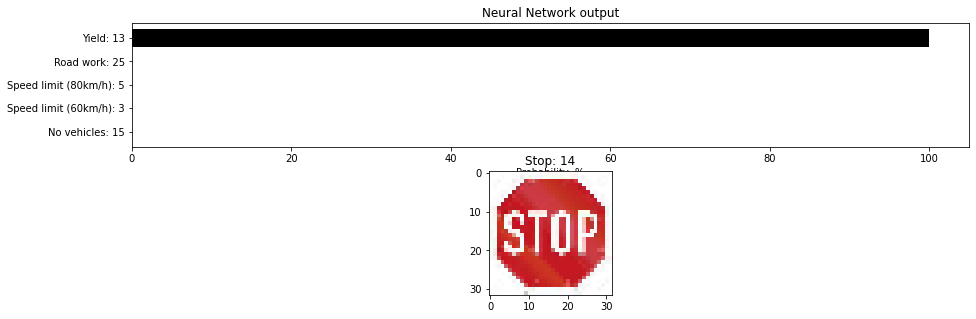 Neural Network output
Yield: 13
Road work: 25
Speed limit (80km/h): 5
Speed limit (60km/h): 3
No vehicles: 15
0 20 40 60 80 100
Probability, %
Stop: 14
0
10
20
30
STOP
0 10 20 30